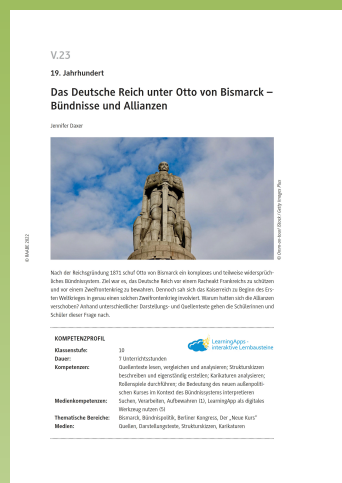 V.23
19. Jahrhundert
Das Deutsche Reich unter Otto von Bismarck –
Bündnisse und Allianzen
Jennifer Daxer
© RAABE 2022
Nach der Reichsgründung 1871 schuf Otto von Bismarck ein komplexes und teilweise widersprüch-
liches Bündnissystem. Ziel war es, das Deutsche Reich vor einem Racheakt Frankreichs zu schützen
und vor einem Zweifrontenkrieg zu bewahren. Dennoch sah sich das Kaiserreich zu Beginn des Ers-
ten Weltkrieges in genau einen solchen Zweifrontenkrieg involviert. Warum hatten sich die Allianzen
verschoben? Anhand unterschiedlicher Darstellungs- und Quellentexte gehen die Schülerinnen und
Schüler dieser Frage nach.
KOMPETENZPROFIL
LearningApps -
interaktive Lernbausteine
Klassenstufe: 10
Dauer: 7 Unterrichtsstunden
Kompetenzen: Quellentexte lesen, vergleichen und analysieren; Strukturskizzen
beschreiben und eigenständig erstellen; Karikaturen analysieren;
Rollenspiele durchführen; die Bedeutung des neuen außenpoliti-
schen Kurses im Kontext des Bündnissystems interpretieren
Medienkompetenzen: Suchen, Verarbeiten, Aufbewahren (1), LearningApp als digitales
Werkzeug nutzen (5)
Thematische Bereiche: Bismarck, Bündnispolitik, Berliner Kongress, Der „Neue Kurs“
Medien: Quellen, Darstellungstexte, Strukturskizzen, Karikaturen